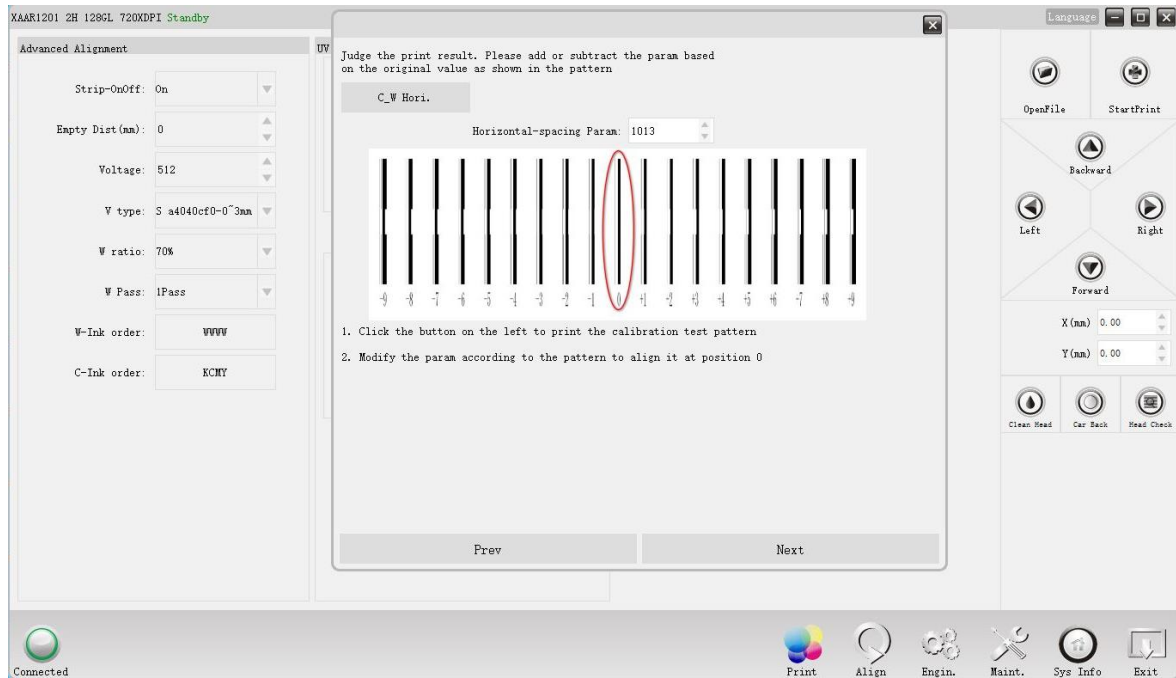 XAAR1201 2H 128GL 720XDPI Standby
Language
Advanced Alignment
UV
Strip-OnOff: On
Empty Dist(mm): 0
Voltage: 512
V type: S a4040cf0-0~3mm
W ratio: 70%
W Pass: 1Pass
W-Ink order: WWWW
C-Ink order: KCMY
Judge the print result. Please add or subtract the param based
on the original value as shown in the pattern
C_W Hori.
Horizontal-spacing Param: 1013
-9 -8 -7 -6 -5 -4 -3 -2 -1 0 +1 -2 +3 +4 +5 +6 -7 +8 -9
1. Click the button on the left to print the calibration test pattern
2. Modify the param according to the pattern to align it at position 0
Prev
Next
OpenFile
StartPrint
Backward
Left
Right
Forward
X(mm) 0.00
Y(mm) 0.00
Clean Head
Car Back
Head Check
Connected
Print
Align
Engin.
Maint.
Sys Info
Exit